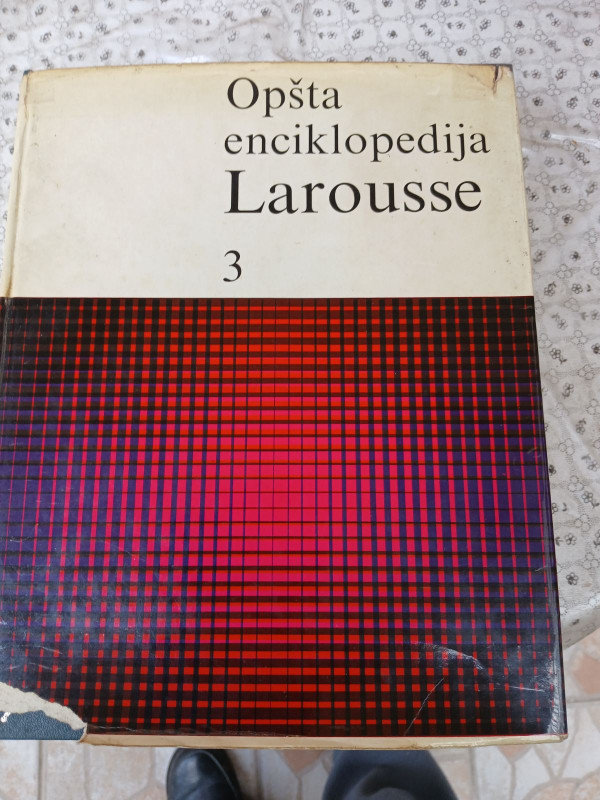 Opšta
enciklopedija
Larousse
3